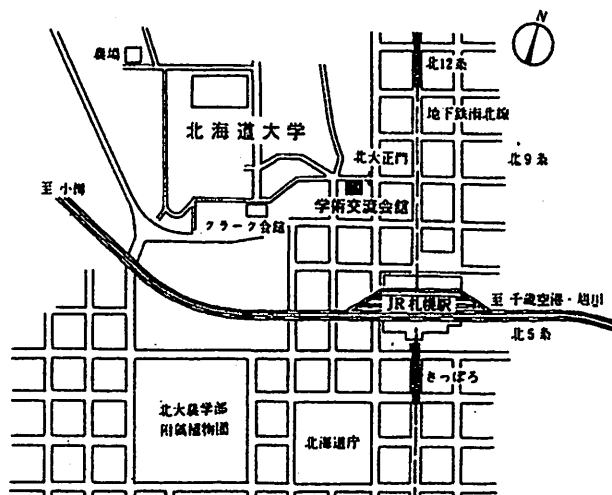 N
農場
北12条
地下鉄南北線
北海道大学
北大正門
北9条
至 小樽
学術交流会館
クラーク会館
JR札幌駅
至 千歳空港・旭川
北5条
さっぽろ
北大農学部
附属植物園
北海道庁